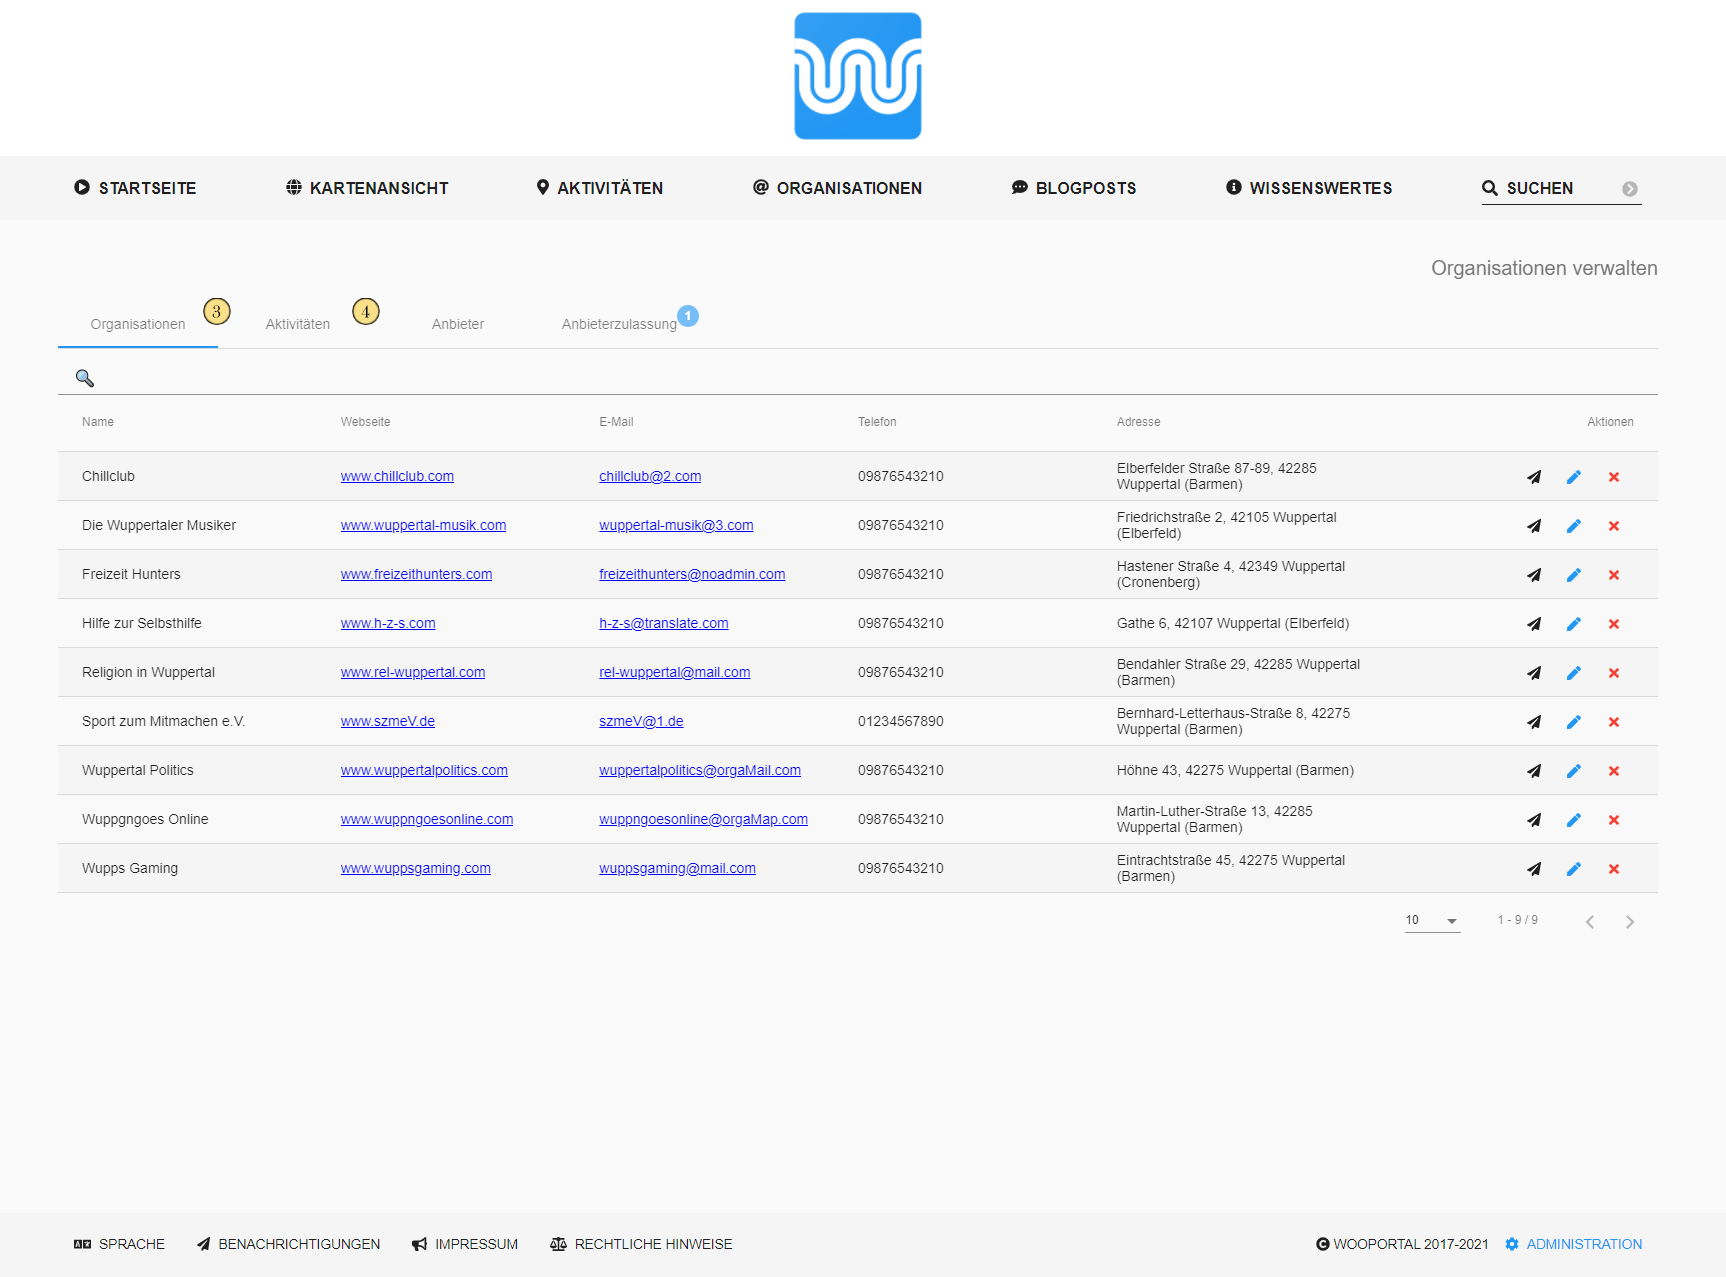 STARTSEITE KARTENANSICHT AKTIVITÄTEN ORGANISATIONEN BLOGPOSTS WISSENSWERTES SUCHEN
Organisationen verwalten
Organisationen 3 Aktivitäten 4 Anbieter Anbieterzulassung 1
Name Webseite E-Mail Telefon Adresse Aktionen
Chillclub www.chillclub.com chillclub@2.com 09876543210 Elberfelder Straße 87-89, 42285
Wuppertal (Barmen)
Die Wuppertaler Musiker www.wuppertal-musik.com wuppertal-musik@3.com 09876543210 Friedrichstraße 2, 42105 Wuppertal
(Elberfeld)
Freizeit Hunters www.freizeithunters.com freizeithunters@noadmin.com 09876543210 Hastener Straße 4, 42349 Wuppertal
(Cronenberg)
Hilfe zur Selbsthilfe www.h-z-s.com h-z-s@translate.com 09876543210 Gathe 6, 42107 Wuppertal (Elberfeld)
Religion in Wuppertal www.rel-wuppertal.com rel-wuppertal@mail.com 09876543210 Bendahler Straße 29, 42285 Wuppertal
(Barmen)
Sport zum Mitmachen e.V. www.szmeV.de szmeV@1.de 01234567890 Bernhard-Letterhaus-Straße 8, 42275
Wuppertal (Barmen)
Wuppertal Politics www.wuppertalpolitics.com wuppertalpolitics@orgaMail.com 09876543210 Höhne 43, 42275 Wuppertal (Barmen)
Wuppgngoes Online www.wuppngoesonline.com wuppngoesonline@orgaMap.com 09876543210 Martin-Luther-Straße 13, 42285
Wuppertal (Barmen)
Wupps Gaming www.wuppsgaming.com wuppsgaming@mail.com 09876543210 Eintrachtstraße 45, 42275 Wuppertal
(Barmen)
10 1 - 9 / 9
SPRACHE BENACHRICHTIGUNGEN IMPRESSUM RECHTLICHE HINWEISE WOOPORTAL 2017-2021 ADMINISTRATION